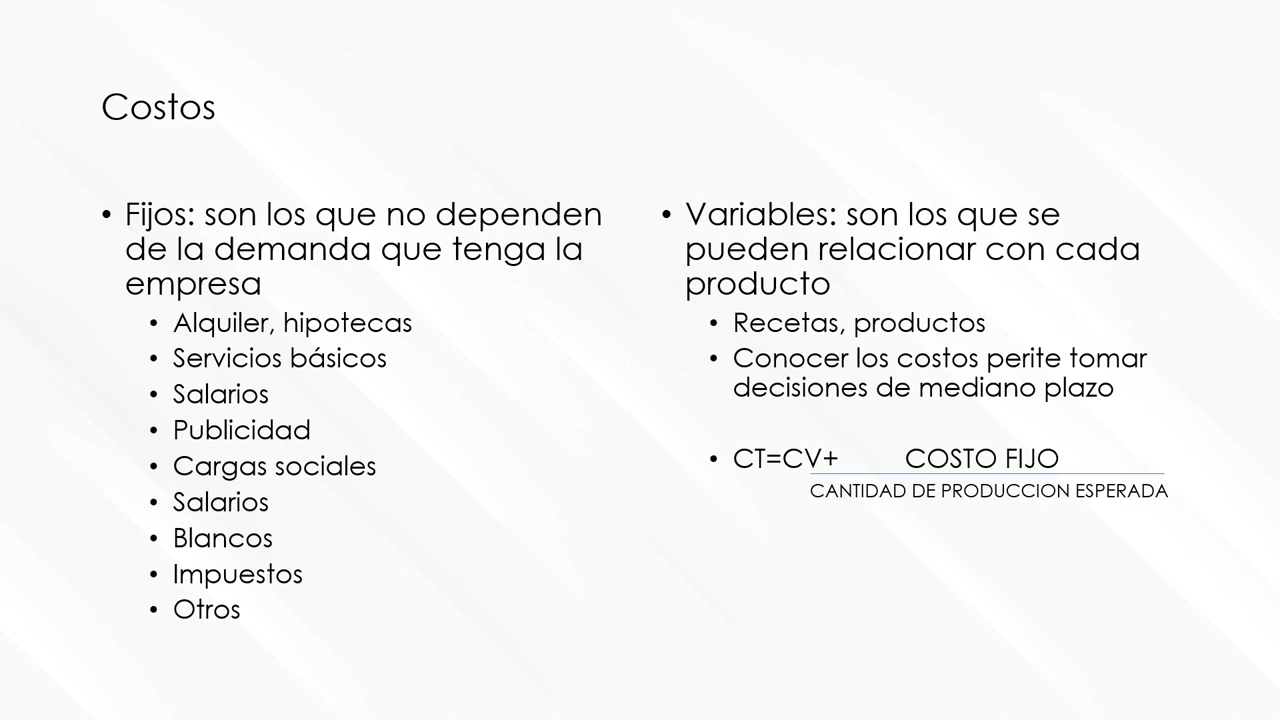 Costos
• Fijos: son los que no dependen
de la demanda que tenga la
empresa
• Alquiler, hipotecas
• Servicios básicos
• Salarios
• Publicidad
• Cargas sociales
• Salarios
• Blancos
• Impuestos
• Otros
• Variables: son los que se
pueden relacionar con cada
producto
• Recetas, productos
• Conocer los costos perite tomar
decisiones de mediano plazo
• CT=CV+ COSTO FIJO
CANTIDAD DE PRODUCCION ESPERADA